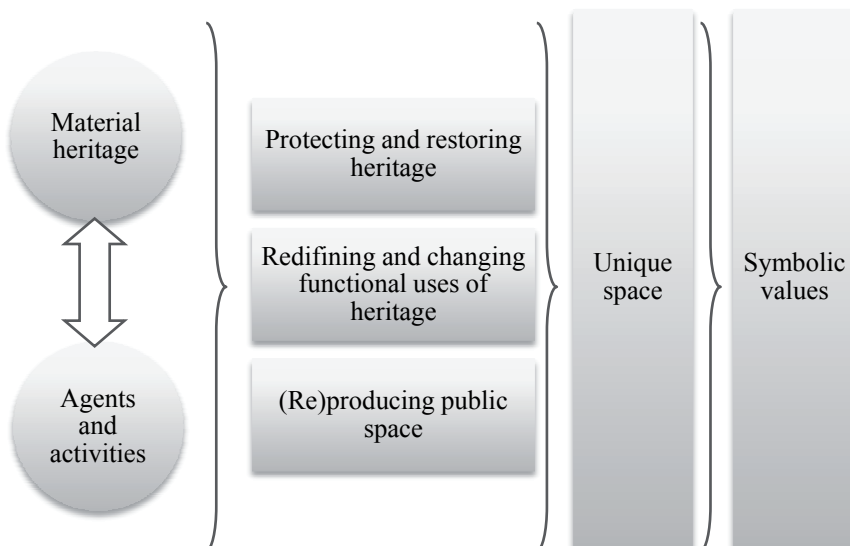 Material
heritage
Agents
and
activities
Protecting and restoring
heritage
Redifining and changing
functional uses of
heritage
(Re)producing public
space
Unique
space
Symbolic
values